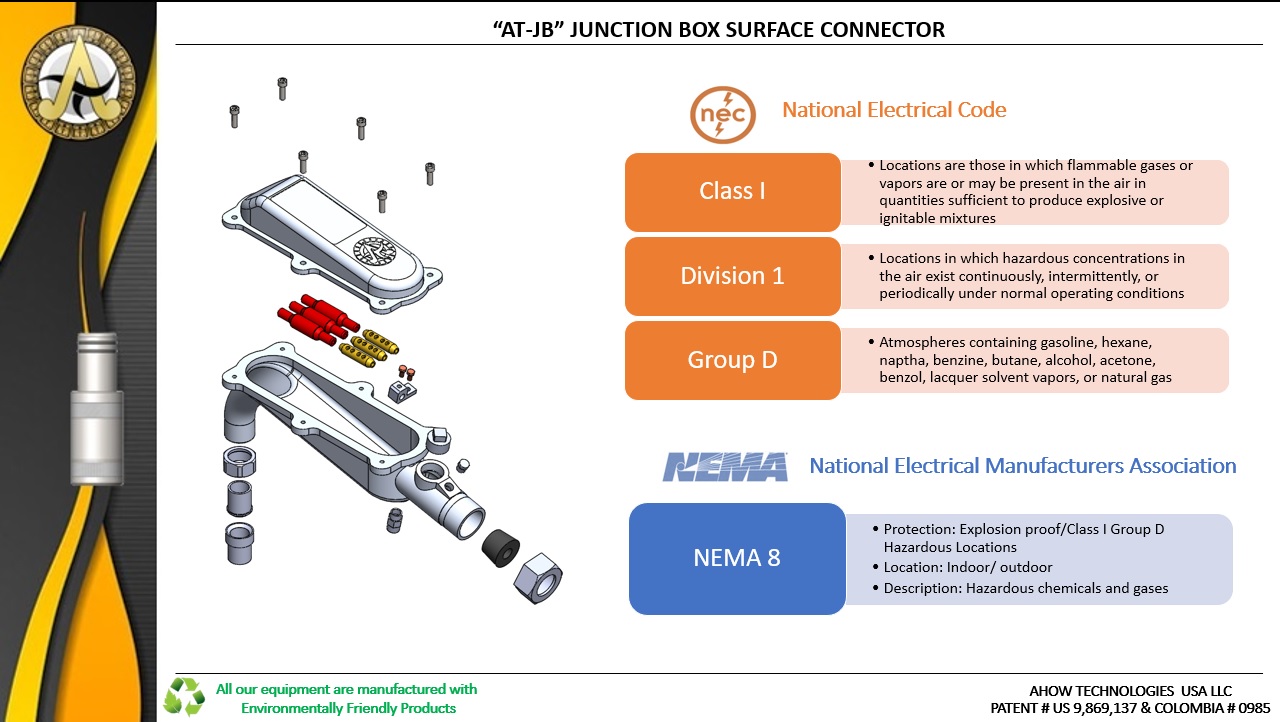 “AT-JB” JUNCTION BOX SURFACE CONNECTOR
nec
National Electrical Code
Class I
• Locations are those in which flammable gases or
vapors are or may be present in the air in
quantities sufficient to produce explosive or
ignitable mixtures
Division 1
• Locations in which hazardous concentrations in
the air exist continuously, intermittently, or
periodically under normal operating conditions
Group D
• Atmospheres containing gasoline, hexane,
naptha, benzine, butane, alcohol, acetone,
benzol, lacquer solvent vapors, or natural gas
NEMA
National Electrical Manufacturers Association
NEMA 8
• Protection: Explosion proof/Class I Group D
Hazardous Locations
• Location: Indoor/ outdoor
• Description: Hazardous chemicals and gases
All our equipment are manufactured with
Environmentally Friendly Products
AHOW TECHNOLOGIES USA LLC
PATENT # US 9,869,137 & COLOMBIA # 0985